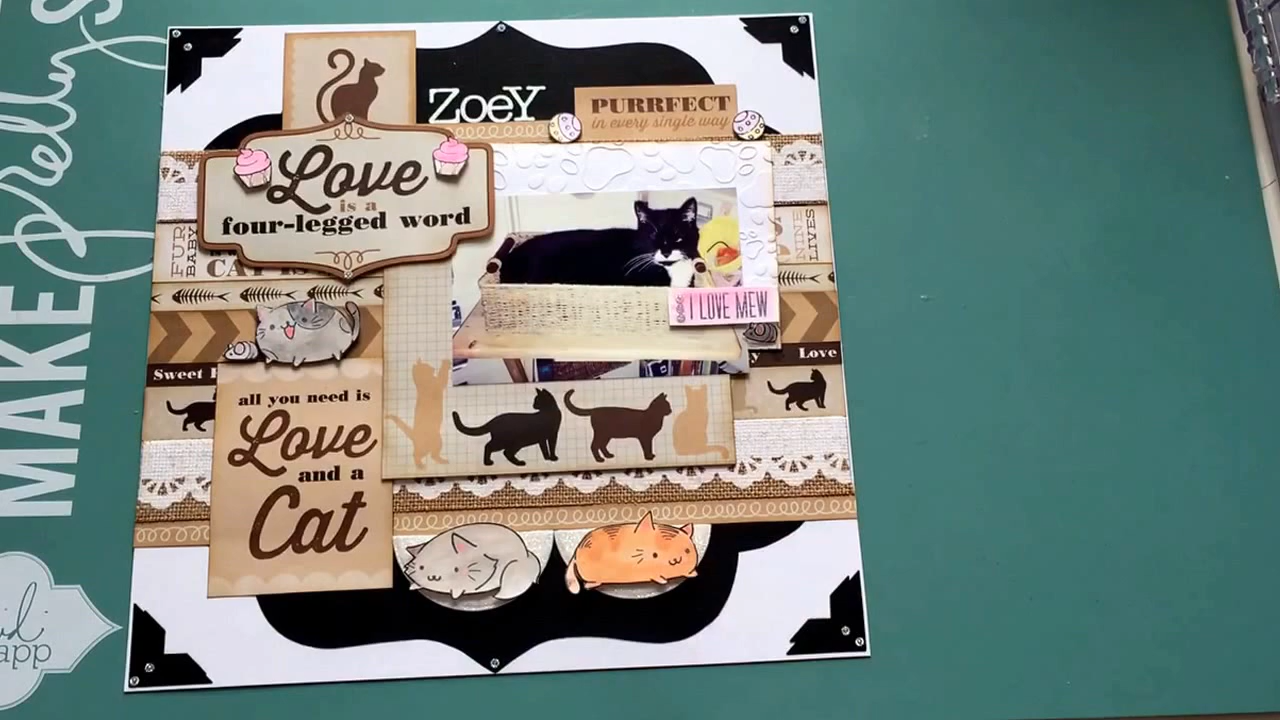 MAKE pretty S
ZoeY
PURRFECT
in every single way
Love
is a
four-legged word
FUR
BABY
NINE
LIVES
I LOVE MEW
Sweet
Love
all you need is
Love
and a
Cat
app